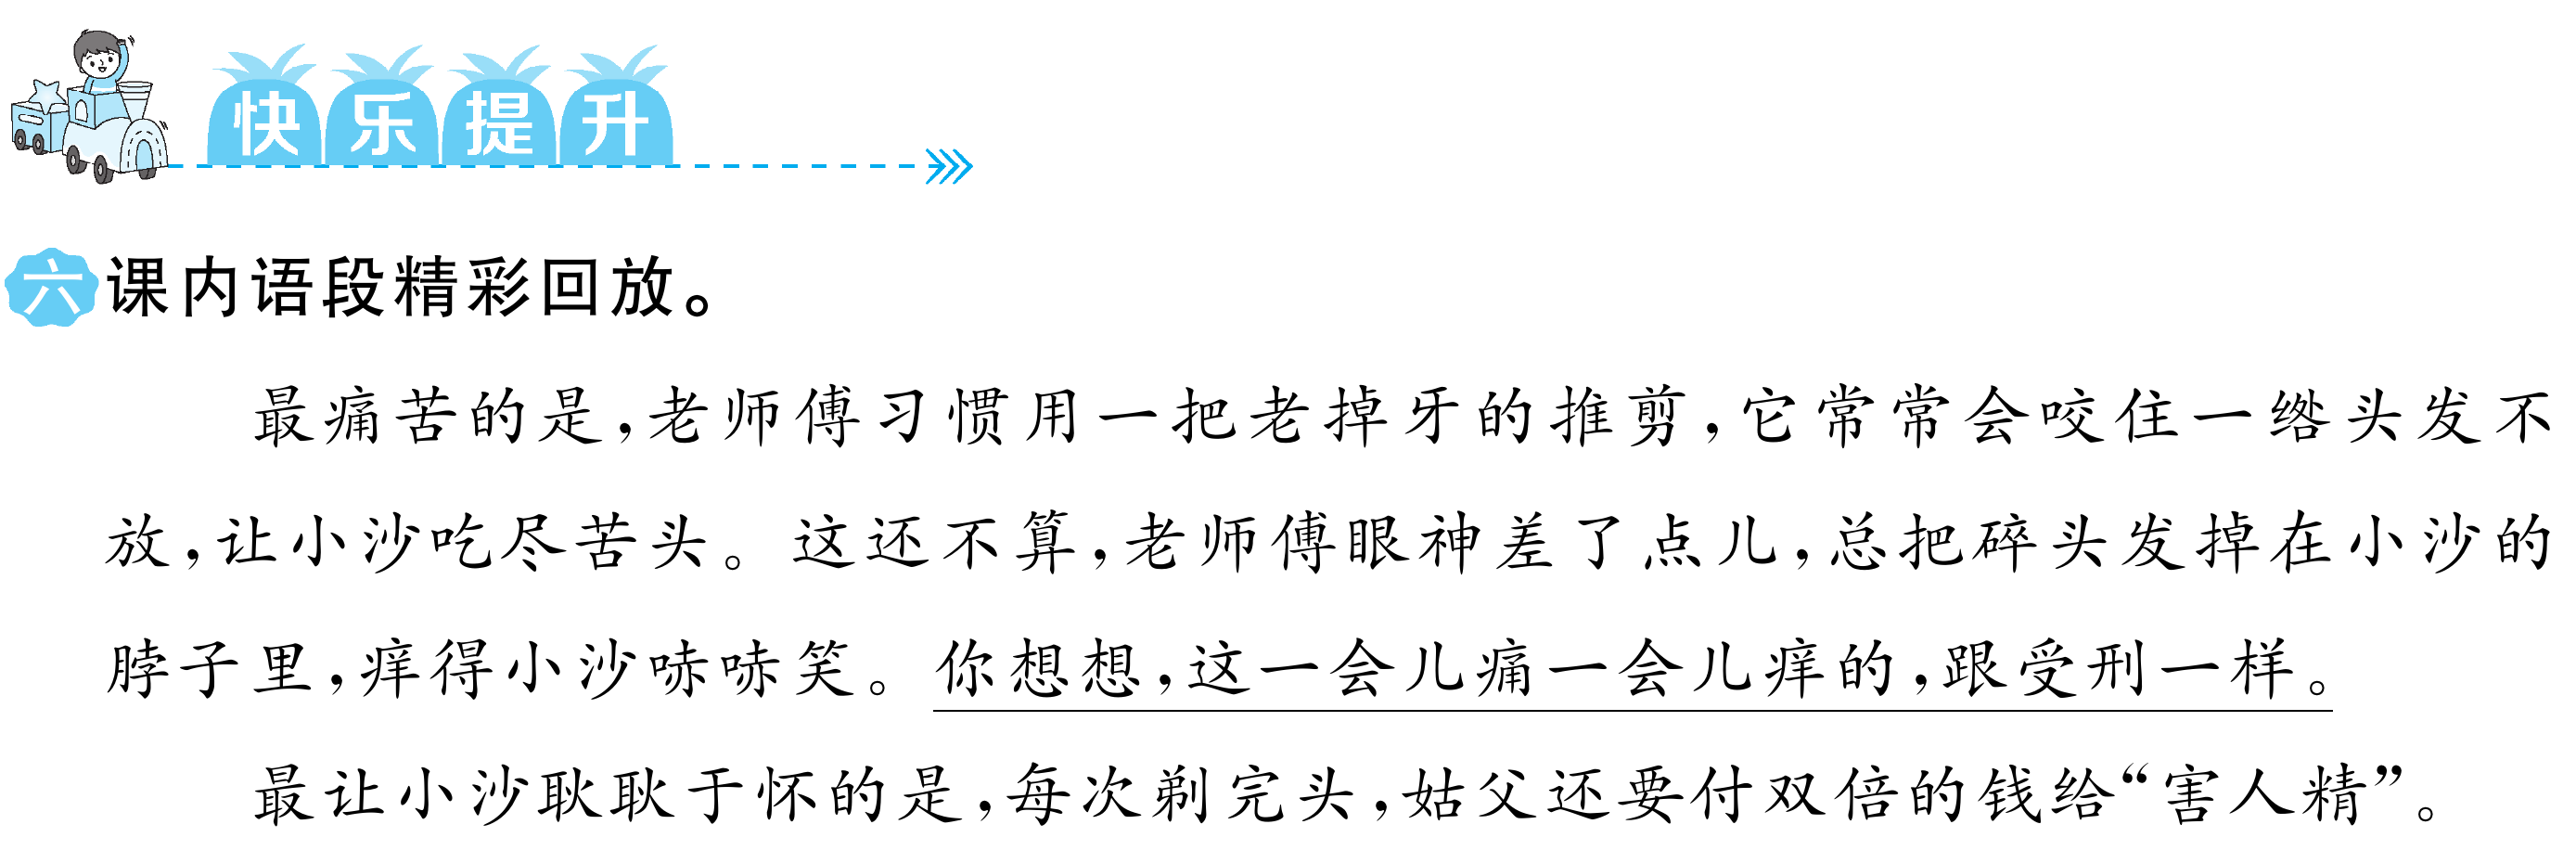 快乐提升
六 课内语段精彩回放。
最痛苦的是，老师傅习惯用一把老掉牙的推剪，它常常会咬住一绺头发不
放，让小沙吃尽苦头。这还不算，老师傅眼神差了点儿，总把碎头发掉在小沙的
脖子里，痒得小沙哧哧笑。你想想，这一会儿痛一会儿痒的，跟受刑一样。
最让小沙耿耿于怀的是，每次剃完头，姑父还要付双倍的钱给“害人精”。